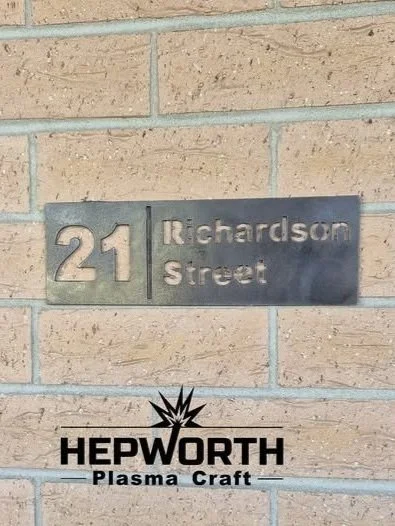 21 Richardson
Street
HEPWORTH
Plasma Craft